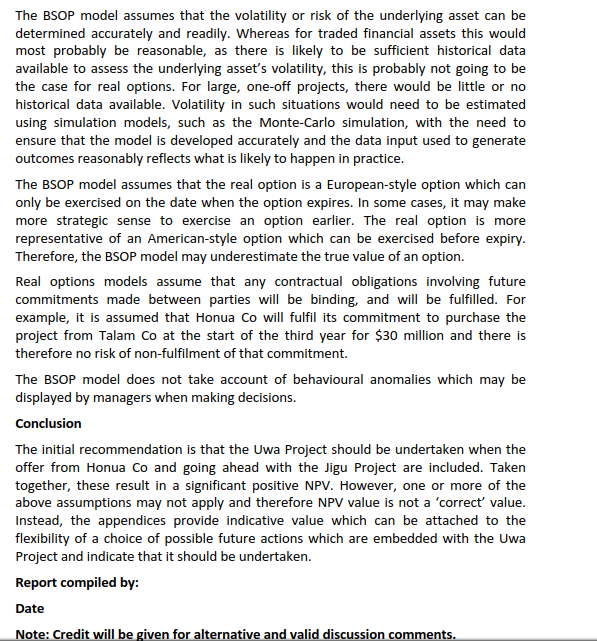 The BSOP model assumes that the volatility or risk of the underlying asset can be
determined accurately and readily. Whereas for traded financial assets this would
most probably be reasonable, as there is likely to be sufficient historical data
available to assess the underlying asset's volatility, this is probably not going to be
the case for real options. For large, one-off projects, there would be little or no
historical data available. Volatility in such situations would need to be estimated
using simulation models, such as the Monte-Carlo simulation, with the need to
ensure that the model is developed accurately and the data input used to generate
outcomes reasonably reflects what is likely to happen in practice.
The BSOP model assumes that the real option is a European-style option which can
only be exercised on the date when the option expires. In some cases, it may make
more strategic sense to exercise an option earlier. The real option is more
representative of an American-style option which can be exercised before expiry.
Therefore, the BSOP model may underestimate the true value of an option.
Real options models assume that any contractual obligations involving future
commitments made between parties will be binding, and will be fulfilled. For
example, it is assumed that Honua Co will fulfil its commitment to purchase the
project from Talam Co at the start of the third year for $30 million and there is
therefore no risk of non-fulfilment of that commitment.
The BSOP model does not take account of behavioural anomalies which may be
displayed by managers when making decisions.
Conclusion
The initial recommendation is that the Uwa Project should be undertaken when the
offer from Honua Co and going ahead with the Jigu Project are included. Taken
together, these result in a significant positive NPV. However, one or more of the
above assumptions may not apply and therefore NPV value is not a 'correct' value.
Instead, the appendices provide indicative value which can be attached to the
flexibility of a choice of possible future actions which are embedded with the Uwa
Project and indicate that it should be undertaken.
Report compiled by:
Date
Note: Credit will be given for alternative and valid discussion comments.